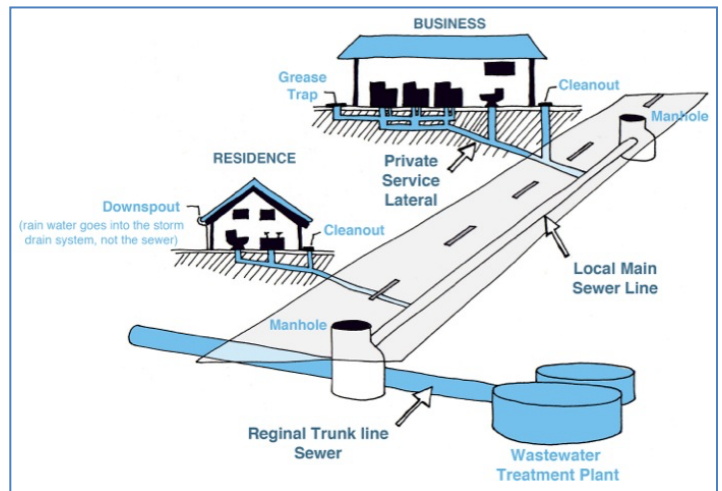 BUSINESS
Grease
Trap
Cleanout
Manhole
Private
Service
Lateral
RESIDENCE
Downspout
(rain water goes into the storm
drain system, not the sewer)
Cleanout
Local Main
Sewer Line
Manhole
Reginal Trunk line
Sewer
Wastewater
Treatment Plant